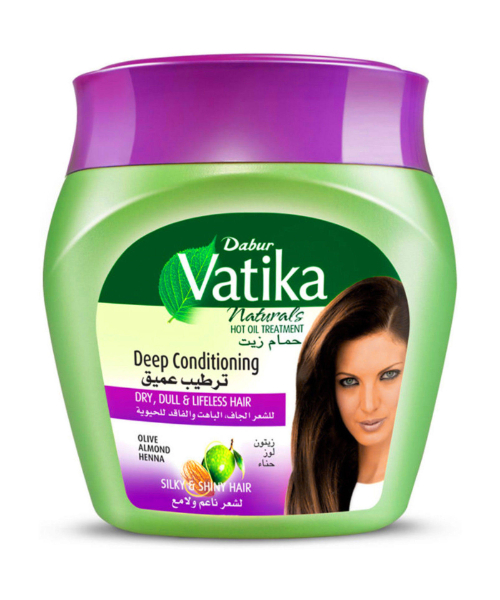 Dabur
Vatika
Naturals
HOT OIL TREATMENT
حمام زيت
Deep Conditioning
ترطيب عميق
DRY, DULL & LIFELESS HAIR
للشعر الجاف، الباهت والفاقد للحيوية
OLIVE
ALMOND
HENNA
زيتون
لوز
حناء
SILKY & SHINY HAIR
لشعر ناعم ولامع